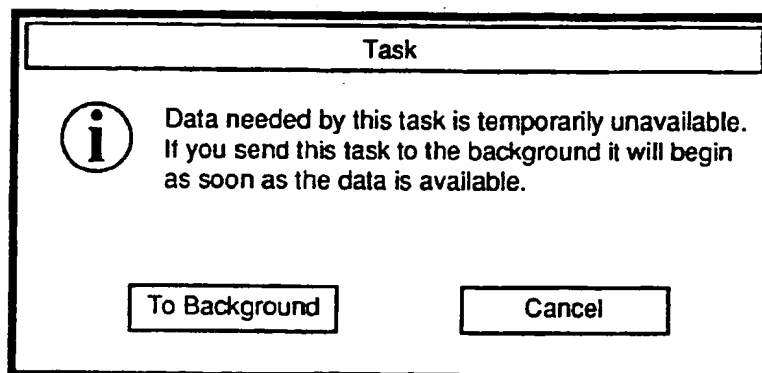 Task
Data needed by this task is temporarily unavailable.
If you send this task to the background it will begin
as soon as the data is available.
To Background
Cancel